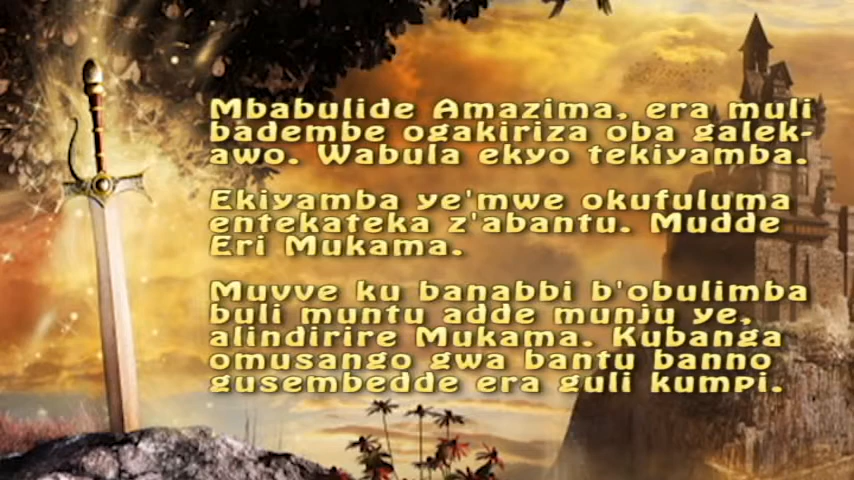 Mbabulide Amazima, era muli
badembe ogakiriza oba galek-
awo. Wabula ekyo tekiyamba.
Ekiyamba ye'mwe okufuluma
entekateka z'abantu. Mudde
Eri Mukama.
Muvve ku banabbi b'obulimba
buli muntu adde munju ye,
alindirire Mukama. Kubanga
omusango gwa bantu banno
gusembedde era guli kumpi.